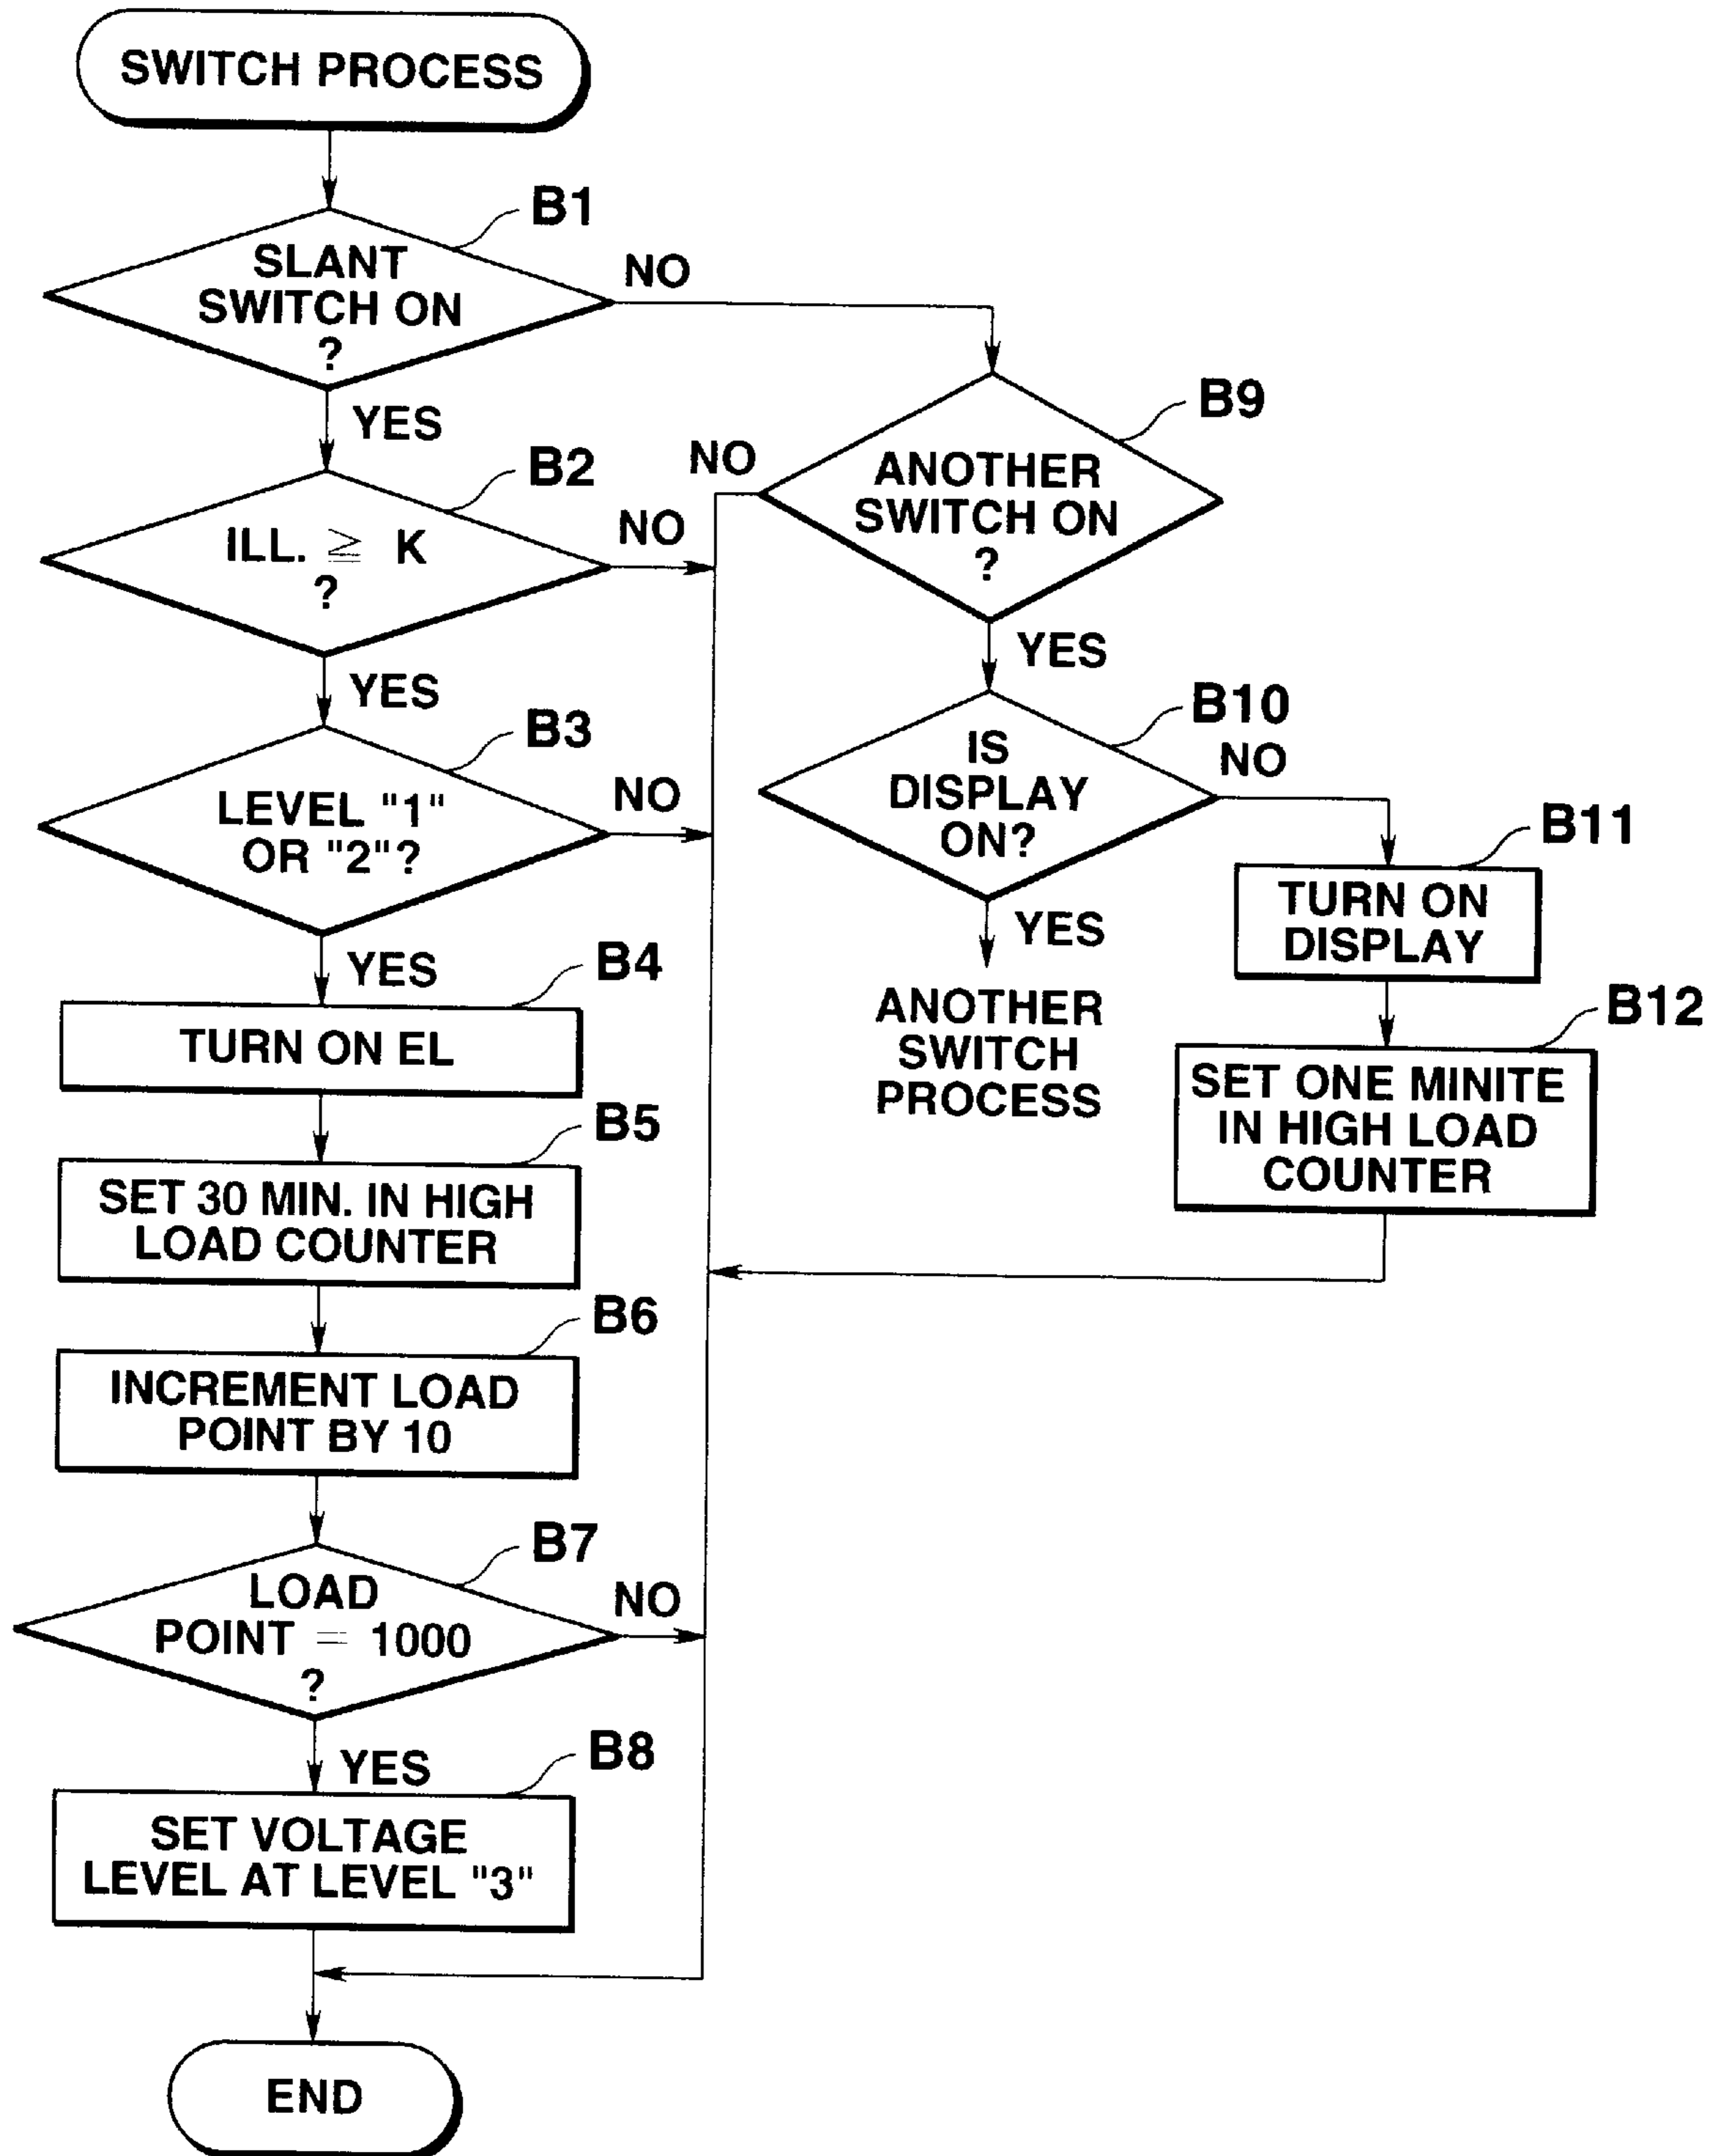 SWITCH PROCESS
B1
SLANT
SWITCH ON
?
NO
YES
B2
ILL. ≧ K
?
NO
YES
B3
LEVEL "1"
OR "2"?
NO
YES
B4
TURN ON EL
B5
SET 30 MIN. IN HIGH
LOAD COUNTER
B6
INCREMENT LOAD
POINT BY 10
B7
LOAD
POINT = 1000
?
NO
YES
B8
SET VOLTAGE
LEVEL AT LEVEL "3"
END
B9
ANOTHER
SWITCH ON
?
NO
YES
B10
IS
DISPLAY
ON?
NO
YES
ANOTHER
SWITCH
PROCESS
B11
TURN ON
DISPLAY
B12
SET ONE MINITE
IN HIGH LOAD
COUNTER